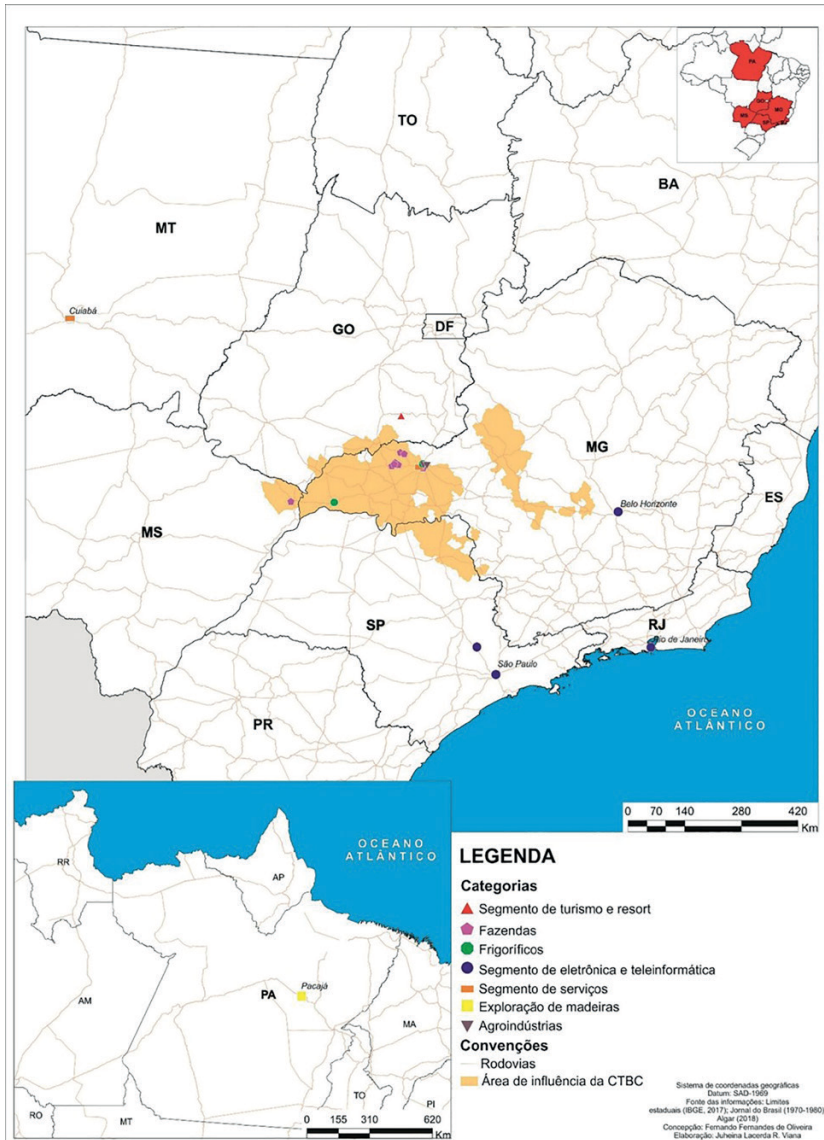 TO
BA
MT
Cuiabá
GO
DF
MG
Belo Horizonte
ES
MS
SP
RJ
Rio de Janeiro
São Paulo
PR
OCEANO
ATLÂNTICO
0 70 140 280 420
Km
PA
GO
MG
MS
SP
OCEANO
ATLÂNTICO
RR
AP
AM
PA
Pacajá
MA
TO
PI
RO
MT
0 155 310 620
Km
LEGENDA
Categorias
Segmento de turismo e resort
Fazendas
Frigoríficos
Segmento de eletrônica e teleinformática
Segmento de serviços
Exploração de madeiras
Agroindústrias
Convenções
Rodovias
Área de influência da CTBC
Sistema de coordenadas geográficas
Datum: SAD-1969
Fonte das informações: Limites
estaduais (IBGE, 2017); Jornal do Brasil (1970-1980)
Algar (2018)
Concepção: Fernando Fernandes de Oliveira
Elaboração: Juheina Lacerda R. Viana